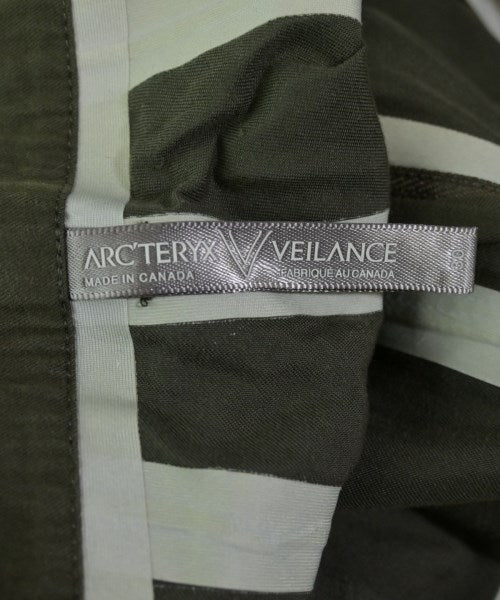 ARC'TERYX V VEILANCE
MADE IN CANADA FABRIQUÉ AU CANADA